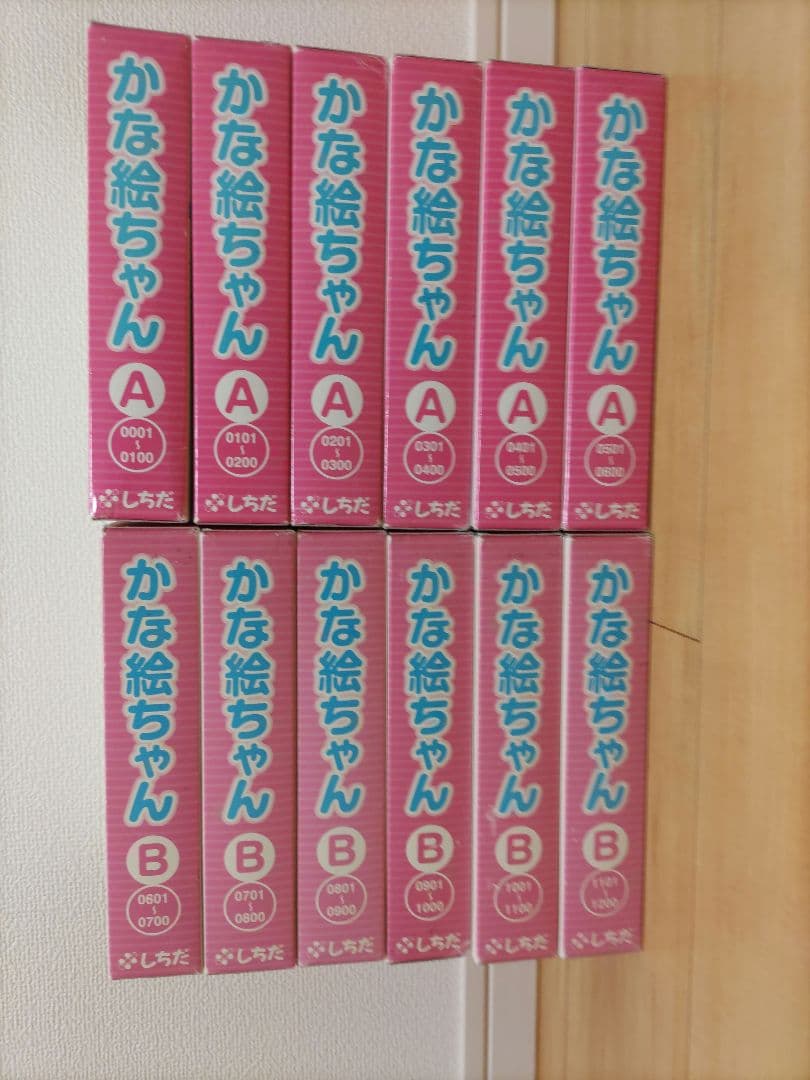 かな絵ちゃん
A
0001
~
0100
しちだ
かな絵ちゃん
A
0101
~
0200
しちだ
かな絵ちゃん
A
0201
~
0300
しちだ
かな絵ちゃん
A
0301
~
0400
しちだ
かな絵ちゃん
A
0401
~
0500
しちだ
かな絵ちゃん
A
0501
~
0600
しちだ
かな絵ちゃん
B
0601
~
0700
しちだ
かな絵ちゃん
B
0701
~
0800
しちだ
かな絵ちゃん
B
0801
~
0900
しちだ
かな絵ちゃん
B
0901
~
1000
しちだ
かな絵ちゃん
B
1001
~
1100
しちだ
かな絵ちゃん
B
1101
~
1200
しちだ